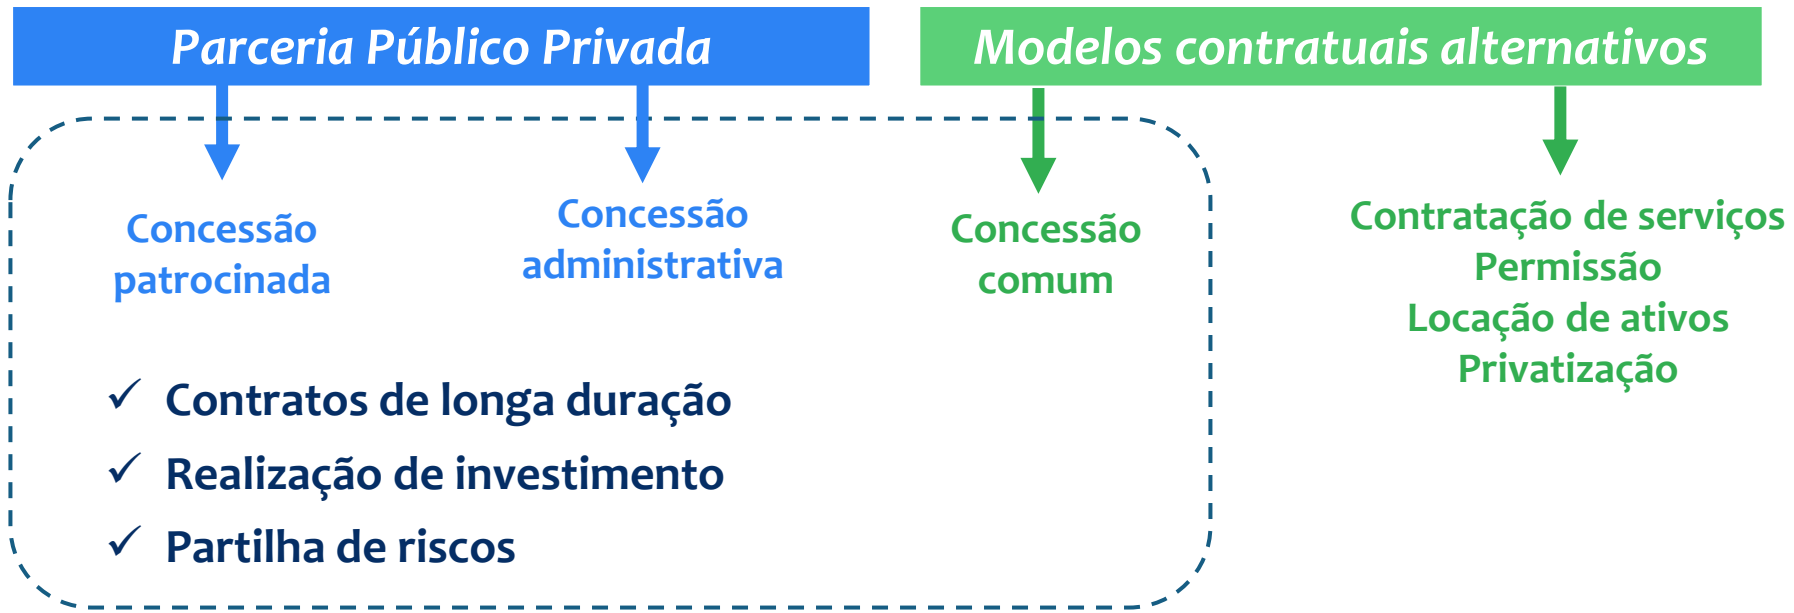 Parceria Público Privada
Modelos contratuais alternativos
Concessão
patrocinada
Concessão
administrativa
Concessão
comum
Contratação de serviços
Permissão
Locação de ativos
Privatização
✓ Contratos de longa duração
✓ Realização de investimento
✓ Partilha de riscos